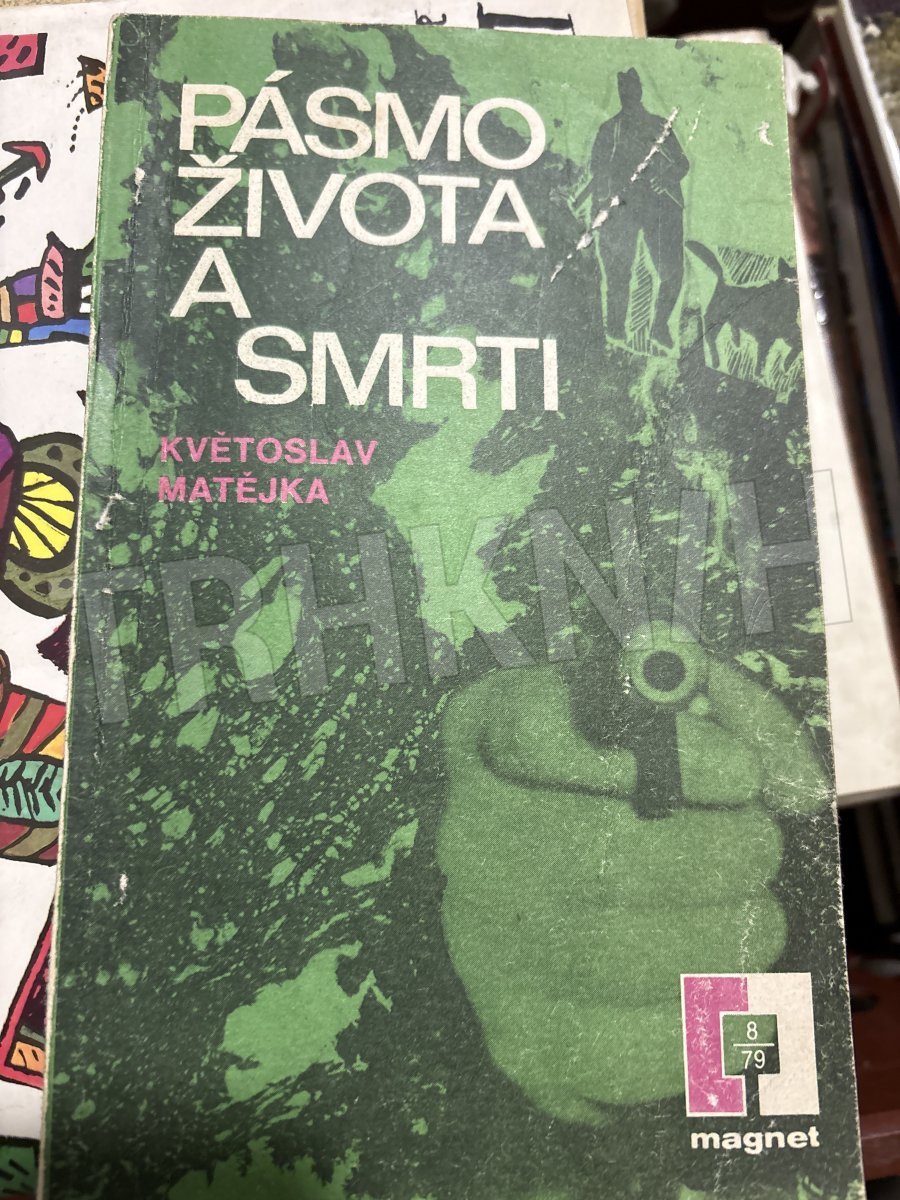 PÁSMO
ŽIVOTA
A
SMRTI
KVĚTOSLAV
MATĚJKA
TRHKNIH
8
79
magnet